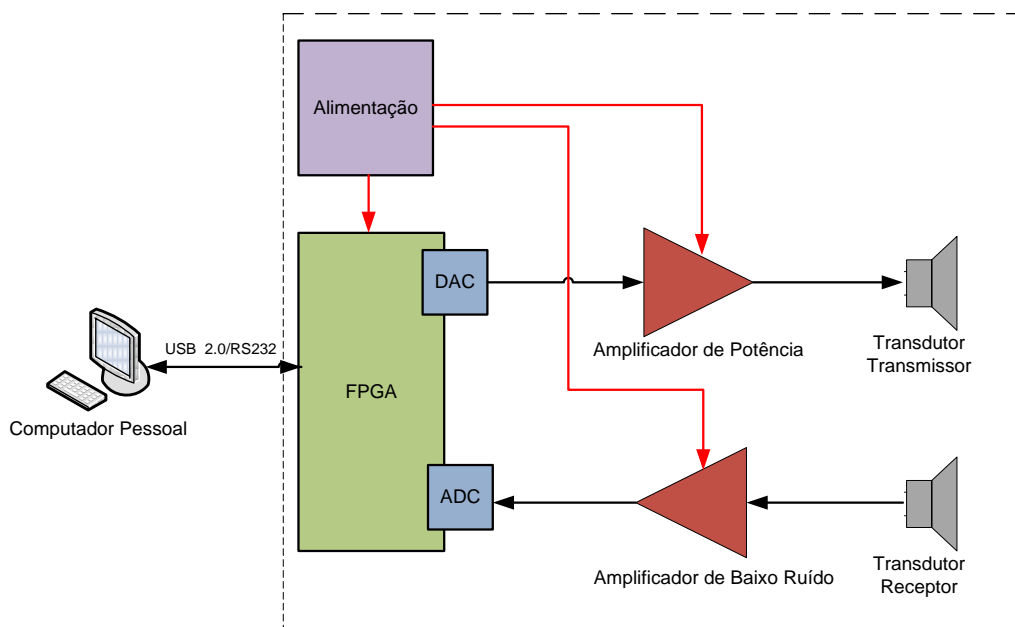 Alimentação
DAC
USB 2.0/RS232
FPGA
Amplificador de Potência
Transdutor
Transmissor
Computador Pessoal
ADC
Amplificador de Baixo Ruído
Transdutor
Receptor